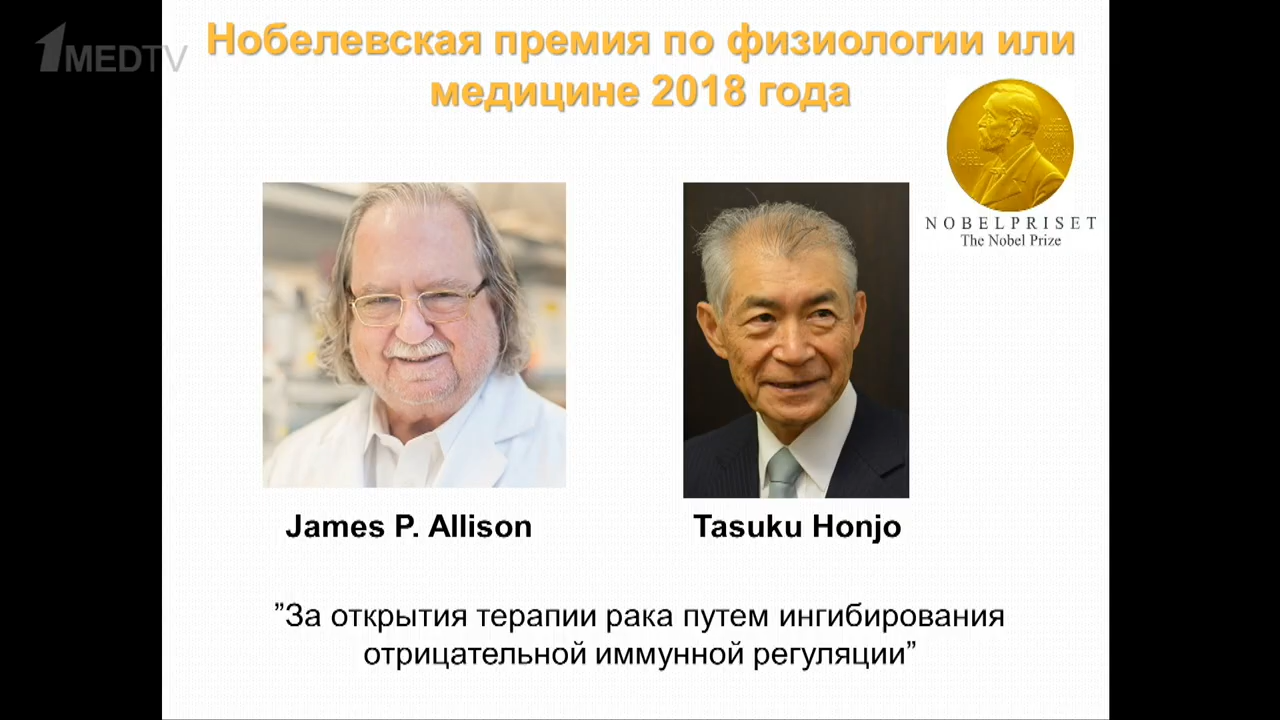 1MEDTV
Нобелевская премия по физиологии или
медицине 2018 года
NOBELPRISET
The Nobel Prize
James P. Allison
Tasuku Honjo
”За открытия терапии рака путем ингибирования
отрицательной иммунной регуляции”